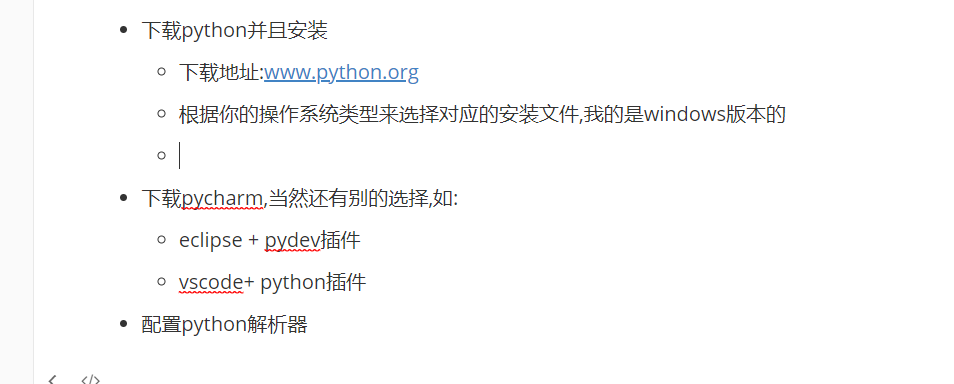 下载python并且安装
下载地址:www.python.org
根据你的操作系统类型来选择对应的安装文件,我的是windows版本的
下载pycharm,当然还有别的选择,如:
eclipse + pydev插件
vscode+ python插件
配置python解析器